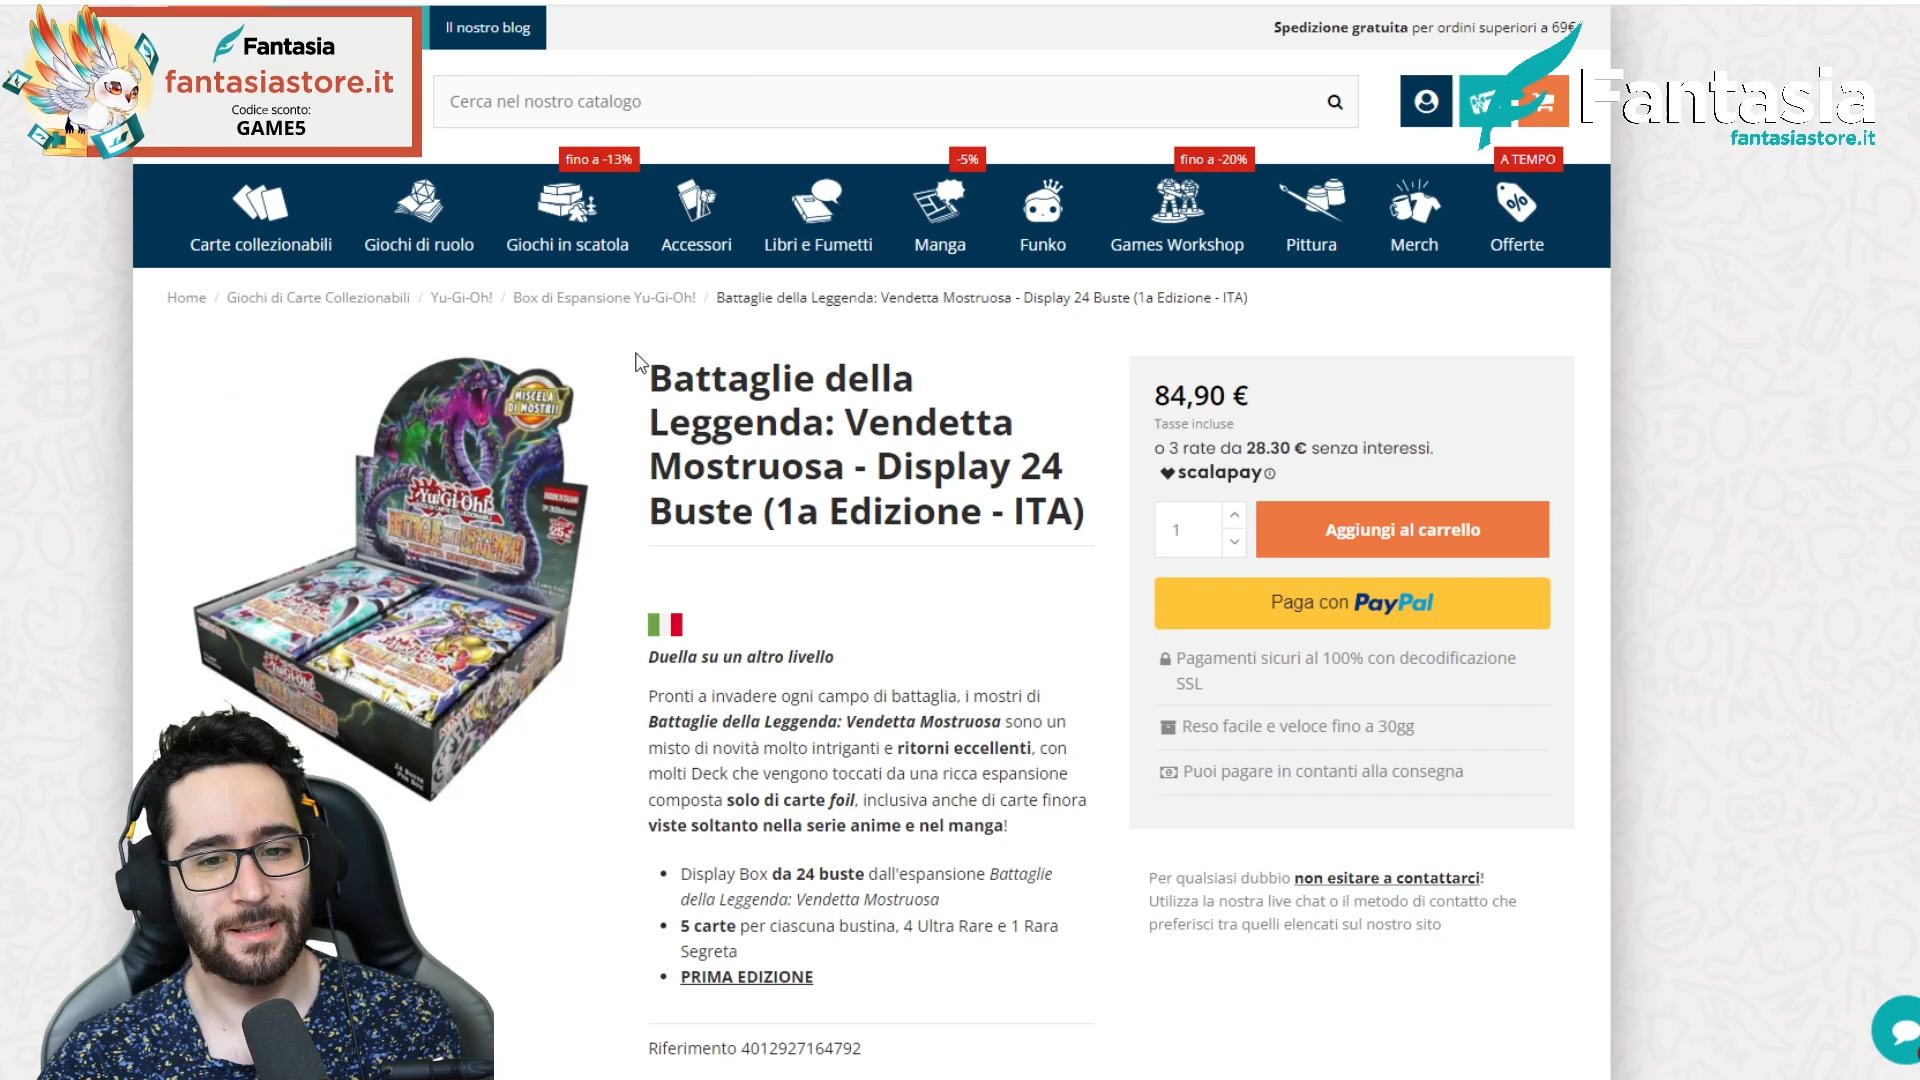 Fantasia
fantasiastore.it
Codice sconto:
GAME5
Il nostro blog
Spedizione gratuita per ordini superiori a 69€
Cerca nel nostro catalogo
Fantasia
fantasiastore.it
fino a -13%
-5%
fino a -20%
A TEMPO
Carte collezionabili
Giochi di ruolo
Giochi in scatola
Accessori
Libri e Fumetti
Manga
Funko
Games Workshop
Pittura
Merch
Offerte
Home / Giochi di Carte Collezionabili / Yu-Gi-Oh! / Box di Espansione Yu-Gi-Oh! / Battaglie della Leggenda: Vendetta Mostruosa - Display 24 Buste (1a Edizione - ITA)
MISCELA
DI MOSTRI!
Yu-Gi-Oh!
BATTAGLIE DELLA LEGGENDA
VENDETTA MOSTRUOSA
Battaglie della
Leggenda: Vendetta
Mostruosa - Display 24
Buste (1a Edizione - ITA)
Duella su un altro livello
Pronti a invadere ogni campo di battaglia, i mostri di
Battaglie della Leggenda: Vendetta Mostruosa sono un
misto di novità molto intriganti e ritorni eccellenti, con
molti Deck che vengono toccati da una ricca espansione
composta solo di carte foil, inclusiva anche di carte finora
viste soltanto nella serie anime e nel manga!
• Display Box da 24 buste dall'espansione Battaglie
della Leggenda: Vendetta Mostruosa
• 5 carte per ciascuna bustina, 4 Ultra Rare e 1 Rara
Segreta
• PRIMA EDIZIONE
Riferimento 4012927164792
84,90 €
Tasse incluse
o 3 rate da 28.30 € senza interessi.
scalapay
1
Aggiungi al carrello
Paga con PayPal
Pagamenti sicuri al 100% con decodificazione
SSL
Reso facile e veloce fino a 30gg
Puoi pagare in contanti alla consegna
Per qualsiasi dubbio non esitare a contattarci!
Utilizza la nostra live chat o il metodo di contatto che
preferisci tra quelli elencati sul nostro sito